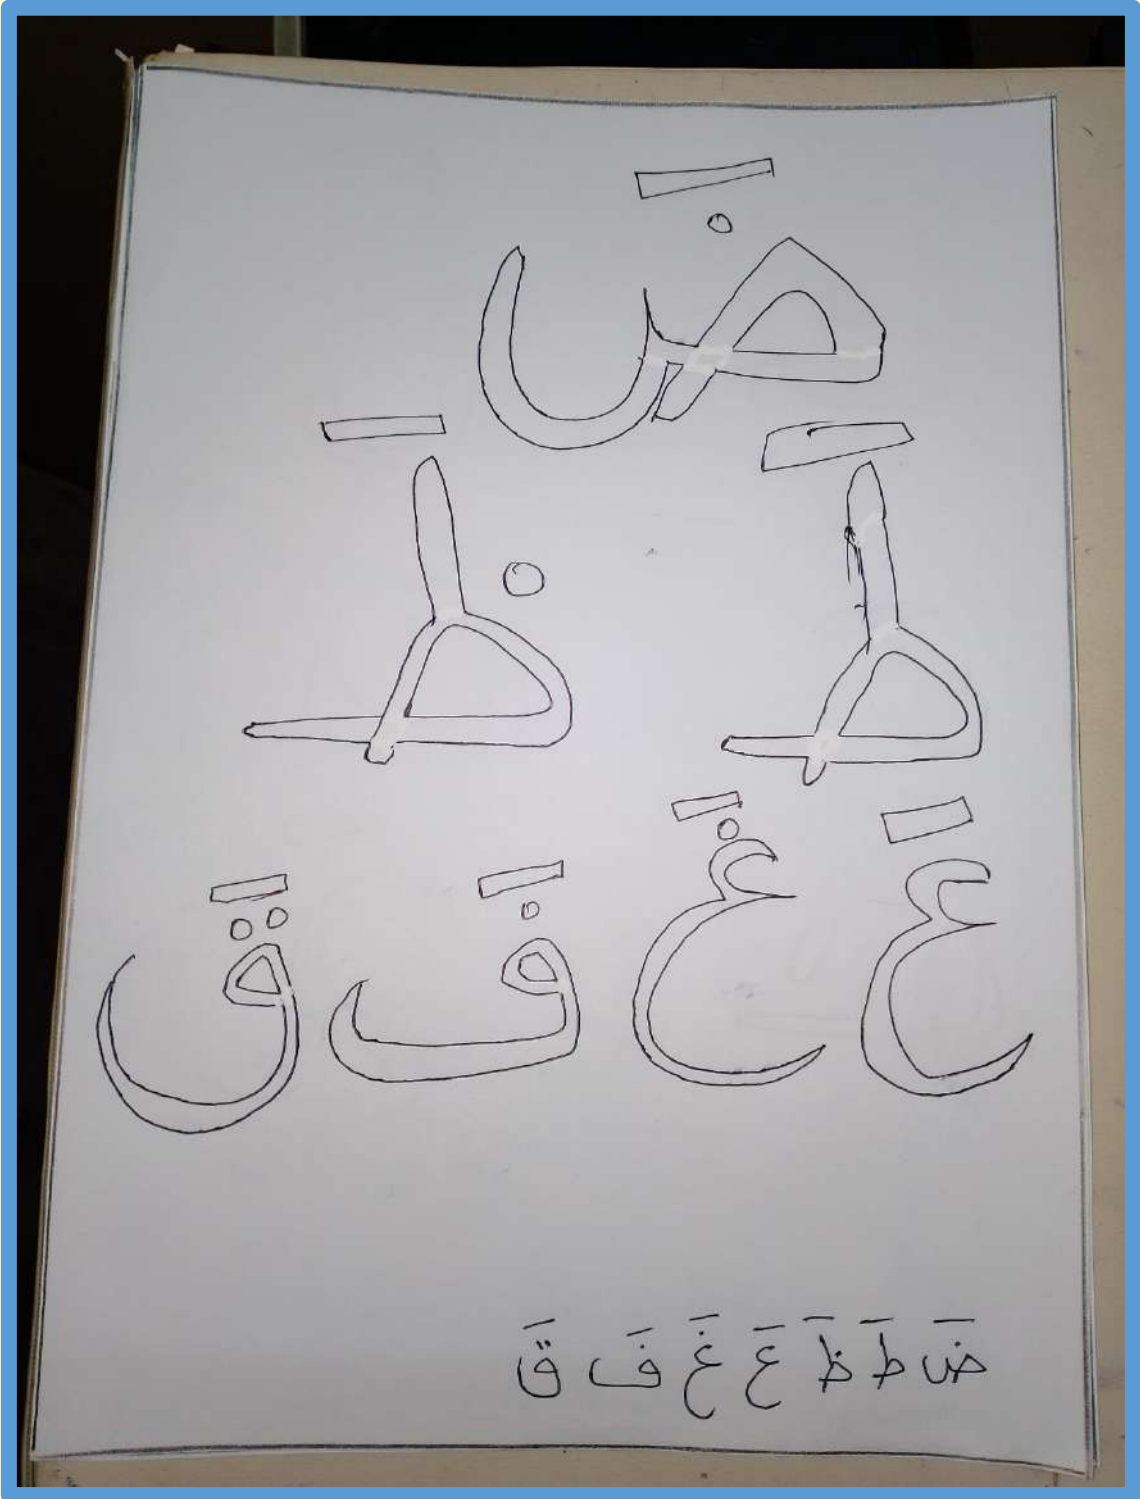 ضَ
طَ ظَ
عَ غَ فَ قَ
ضَ طَ ظَ عَ غَ فَ قَ